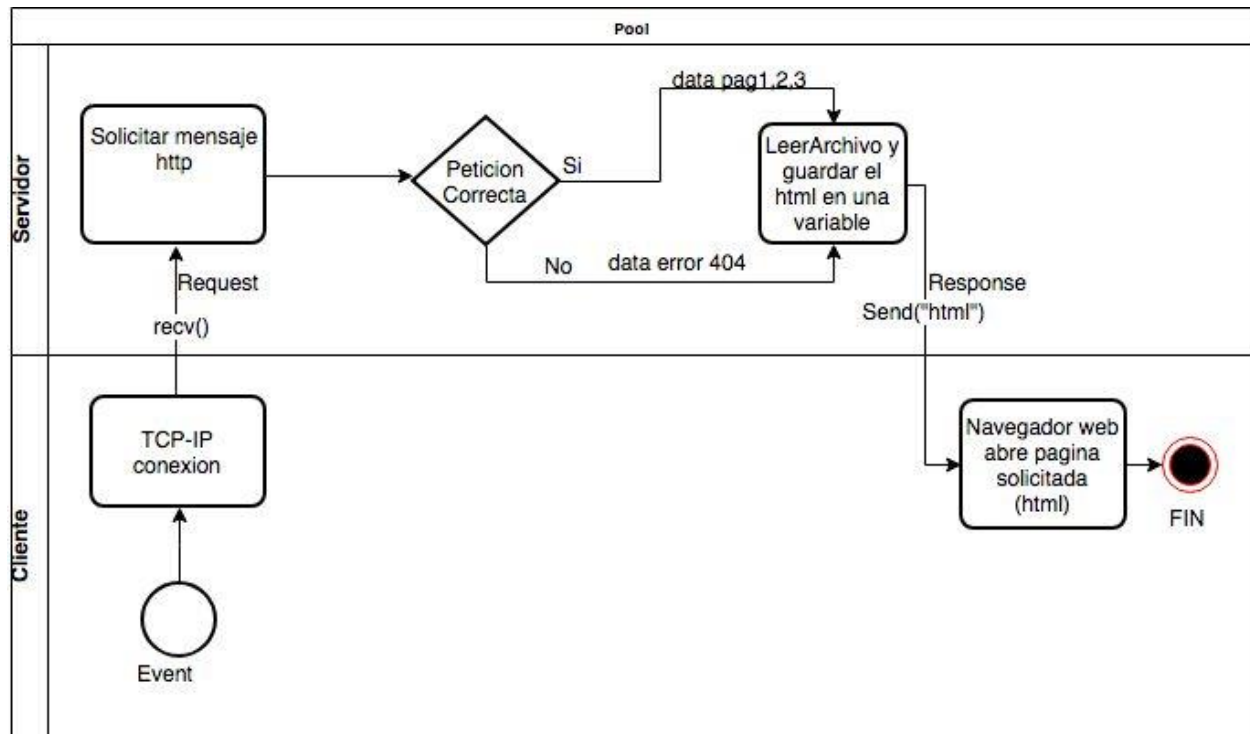 Pool
Servidor
Solicitar mensaje
http
Peticion
Correcta
Si
data pag1,2,3
No
data error 404
LeerArchivo y
guardar el
html en una
variable
Request
recv()
Response
Send("html")
Cliente
TCP-IP
conexion
Event
Navegador web
abre pagina
solicitada
(html)
FIN